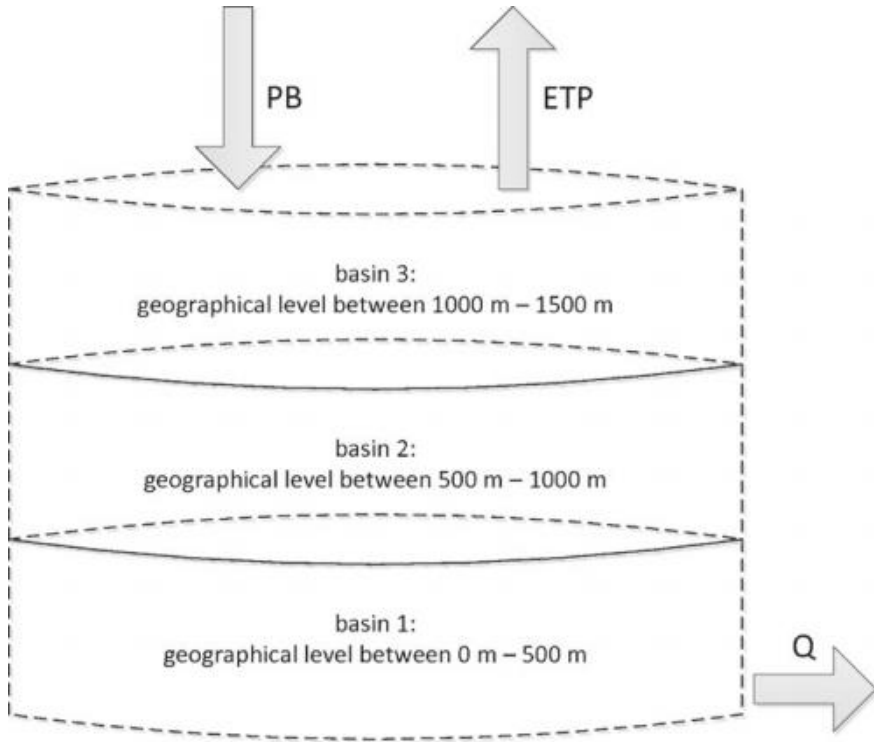 PB
ETP
basin 3:
geographical level between 1000 m – 1500 m
basin 2:
geographical level between 500 m – 1000 m
basin 1:
geographical level between 0 m – 500 m
Q